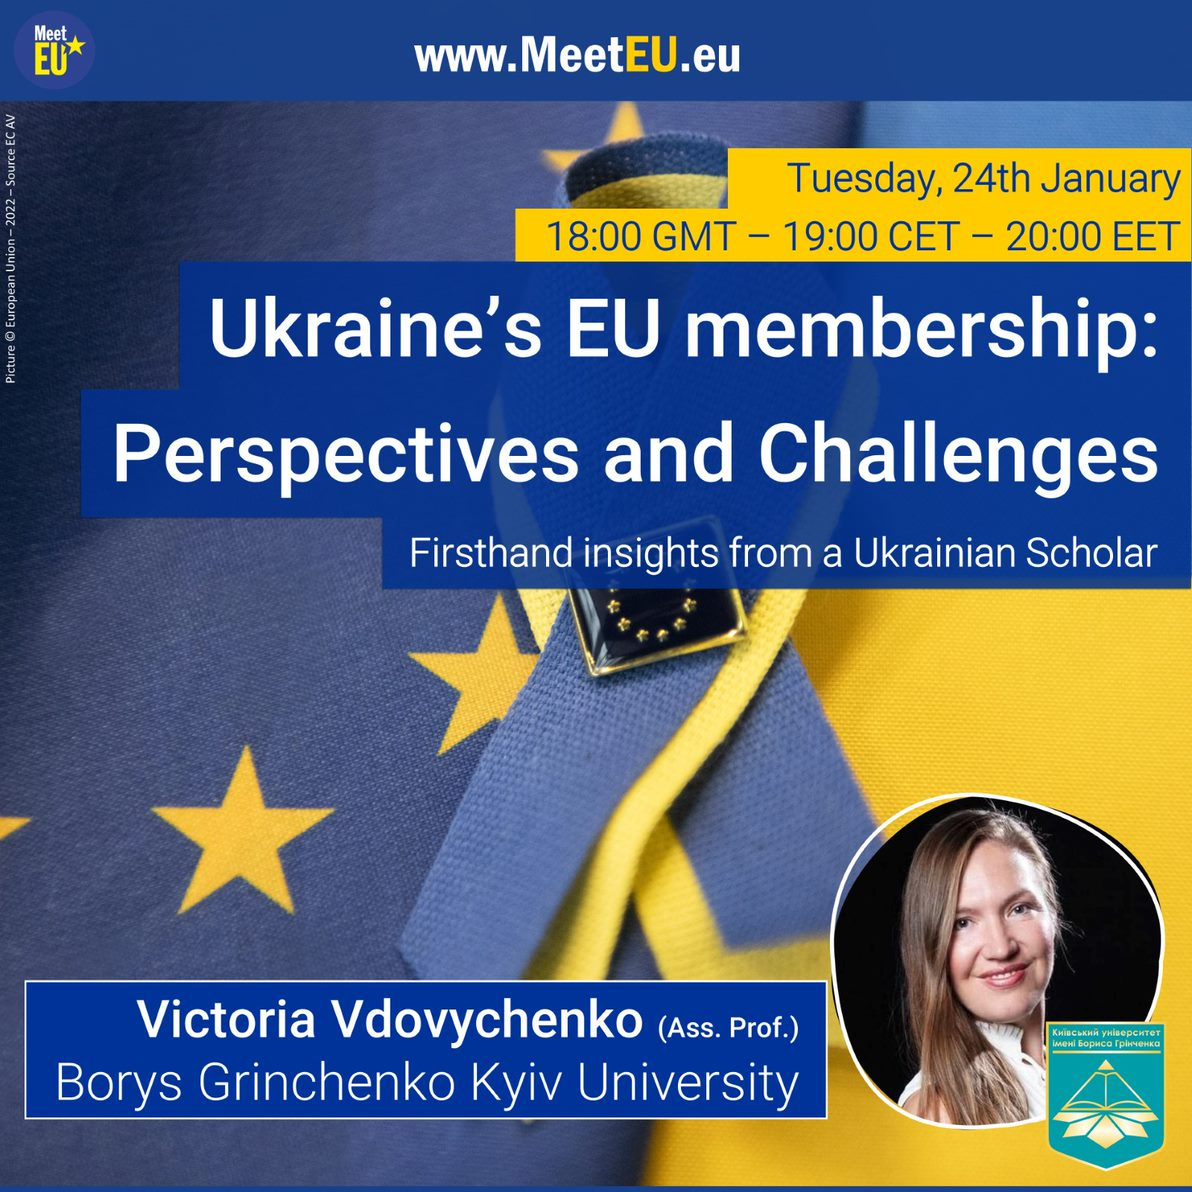 Meet
EU
www.MeetEU.eu
Picture © European Union – 2022 – Source EC AV
Tuesday, 24th January
18:00 GMT – 19:00 CET – 20:00 EET
Ukraine’s EU membership:
Perspectives and Challenges
Firsthand insights from a Ukrainian Scholar
Victoria Vdovychenko (Ass. Prof.)
Borys Grinchenko Kyiv University
Київський університет
імені Бориса Грінченка